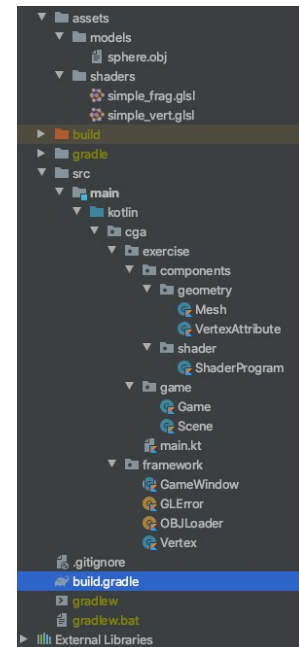 assets
models
sphere.obj
shaders
simple_frag.glsl
simple_vert.glsl
build
gradle
src
main
kotlin
cga
exercise
components
geometry
Mesh
VertexAttribute
shader
ShaderProgram
game
Game
Scene
main.kt
framework
GameWindow
GLError
OBJLoader
Vertex
.gitignore
build.gradle
gradlew
gradlew.bat
External Libraries